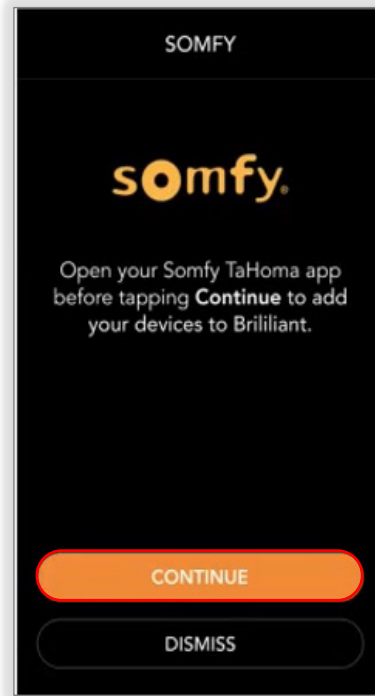 SOMFY
somfy.
Open your Somfy TaHoma app
before tapping Continue to add
your devices to Brililiant.
CONTINUE
DISMISS